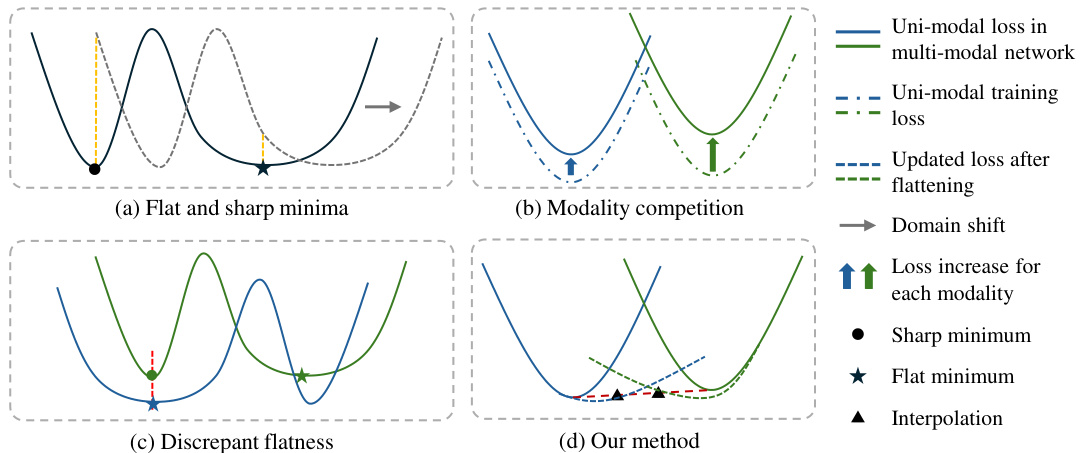 (a) Flat and sharp minima
(b) Modality competition
(c) Discrepant flatness
(d) Our method
Uni-modal loss in
multi-modal network
Uni-modal training
loss
Updated loss after
flattening
Domain shift
Loss increase for
each modality
Sharp minimum
Flat minimum
Interpolation